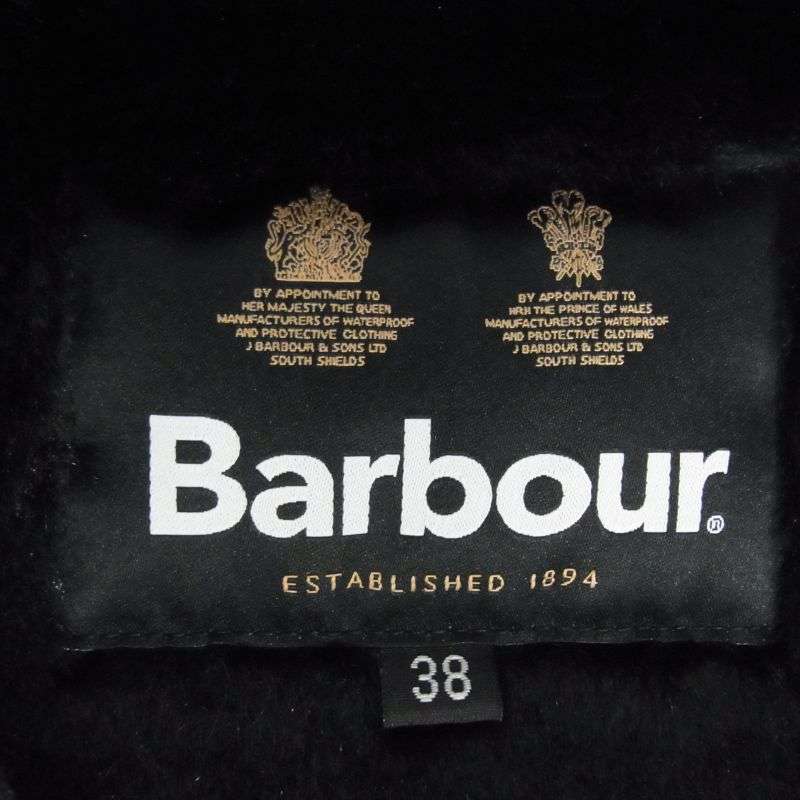 BY APPOINTMENT TO
HER MAJESTY THE QUEEN
MANUFACTURERS OF WATERPROOF
AND PROTECTIVE CLOTHING
J BARBOUR & SONS LTD
SOUTH SHIELDS
BY APPOINTMENT TO
HRH THE PRINCE OF WALES
MANUFACTURERS OF WATERPROOF
AND PROTECTIVE CLOTHING
J BARBOUR & SONS LTD
SOUTH SHIELDS
Barbour®
ESTABLISHED 1894
38